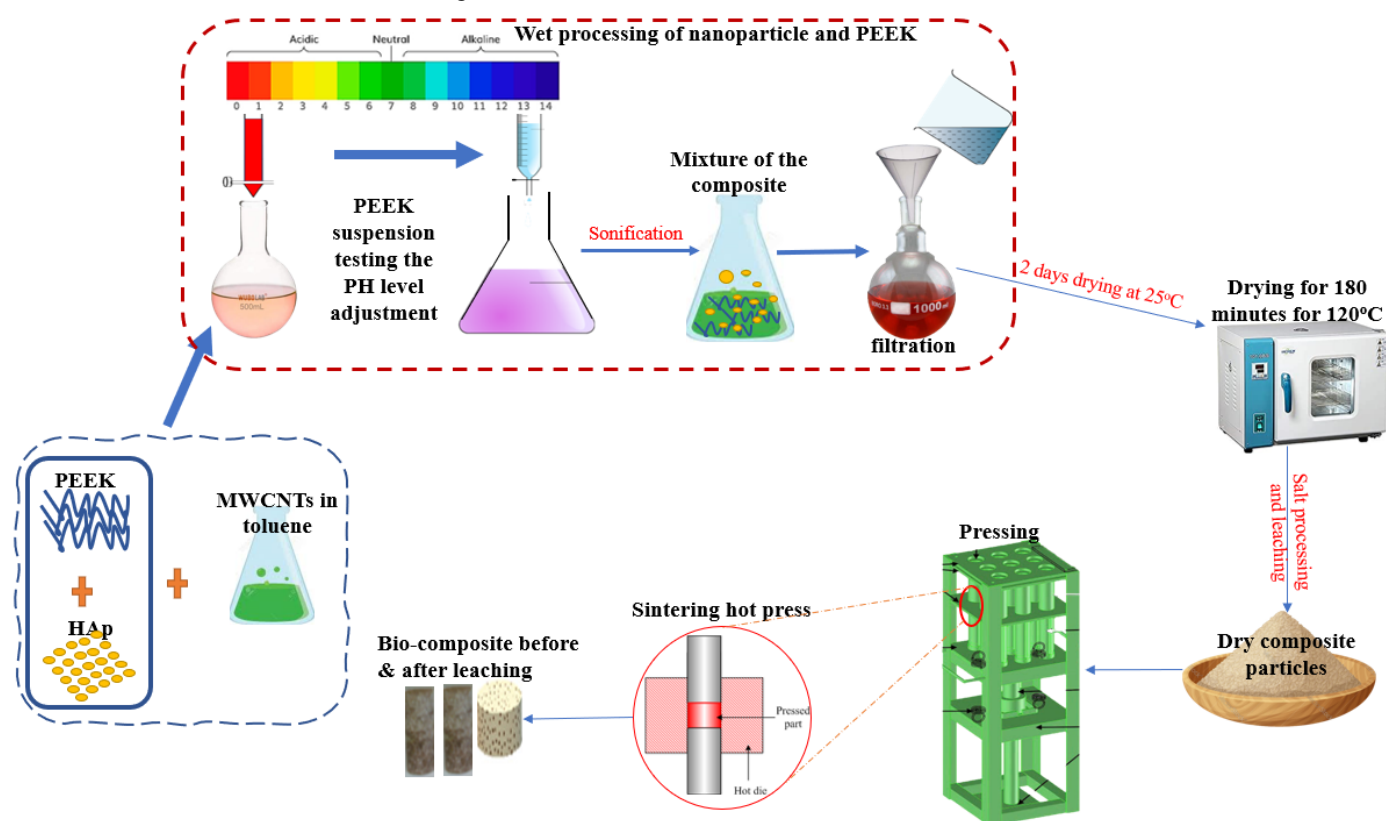 Wet processing of nanoparticle and PEEK
Acidic Neutral Alkaline
0 1 2 3 4 5 6 7 8 9 10 11 12 13 14
PEEK
suspension
testing the
PH level
adjustment
500mL
Sonification
Mixture of the
composite
1000
filtration
2 days drying at 25ºC
Drying for 180
minutes for 120ºC
Salt processing
and leaching
Dry composite
particles
Pressing
Sintering hot press
Pressed
part
Hot die
Bio-composite before
& after leaching
PEEK
HAp
MWCNTs in
toluene